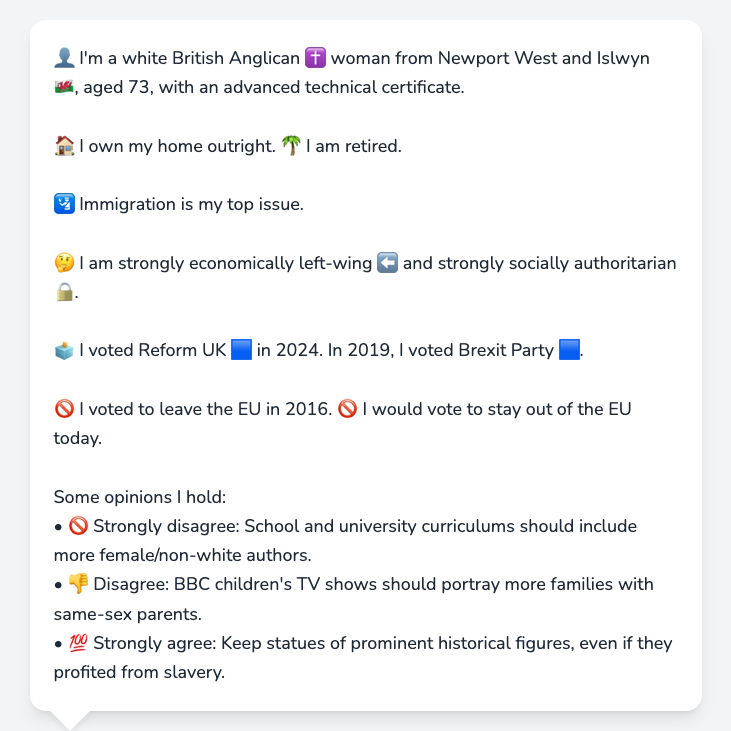 👤 I'm a white British Anglican ✝️ woman from Newport West and Islwyn
🏴󠁧󠁢󠁷󠁬󠁳󠁿, aged 73, with an advanced technical certificate.
🏠 I own my home outright. 🌴 I am retired.
🛂 Immigration is my top issue.
🤔 I am strongly economically left-wing ⬅️ and strongly socially authoritarian
🔒.
🗳️ I voted Reform UK 🟦 in 2024. In 2019, I voted Brexit Party 🟦.
🚫 I voted to leave the EU in 2016. 🚫 I would vote to stay out of the EU
today.
Some opinions I hold:
• 🚫 Strongly disagree: School and university curriculums should include
more female/non-white authors.
• 👎 Disagree: BBC children's TV shows should portray more families with
same-sex parents.
• 💯 Strongly agree: Keep statues of prominent historical figures, even if they
profited from slavery.